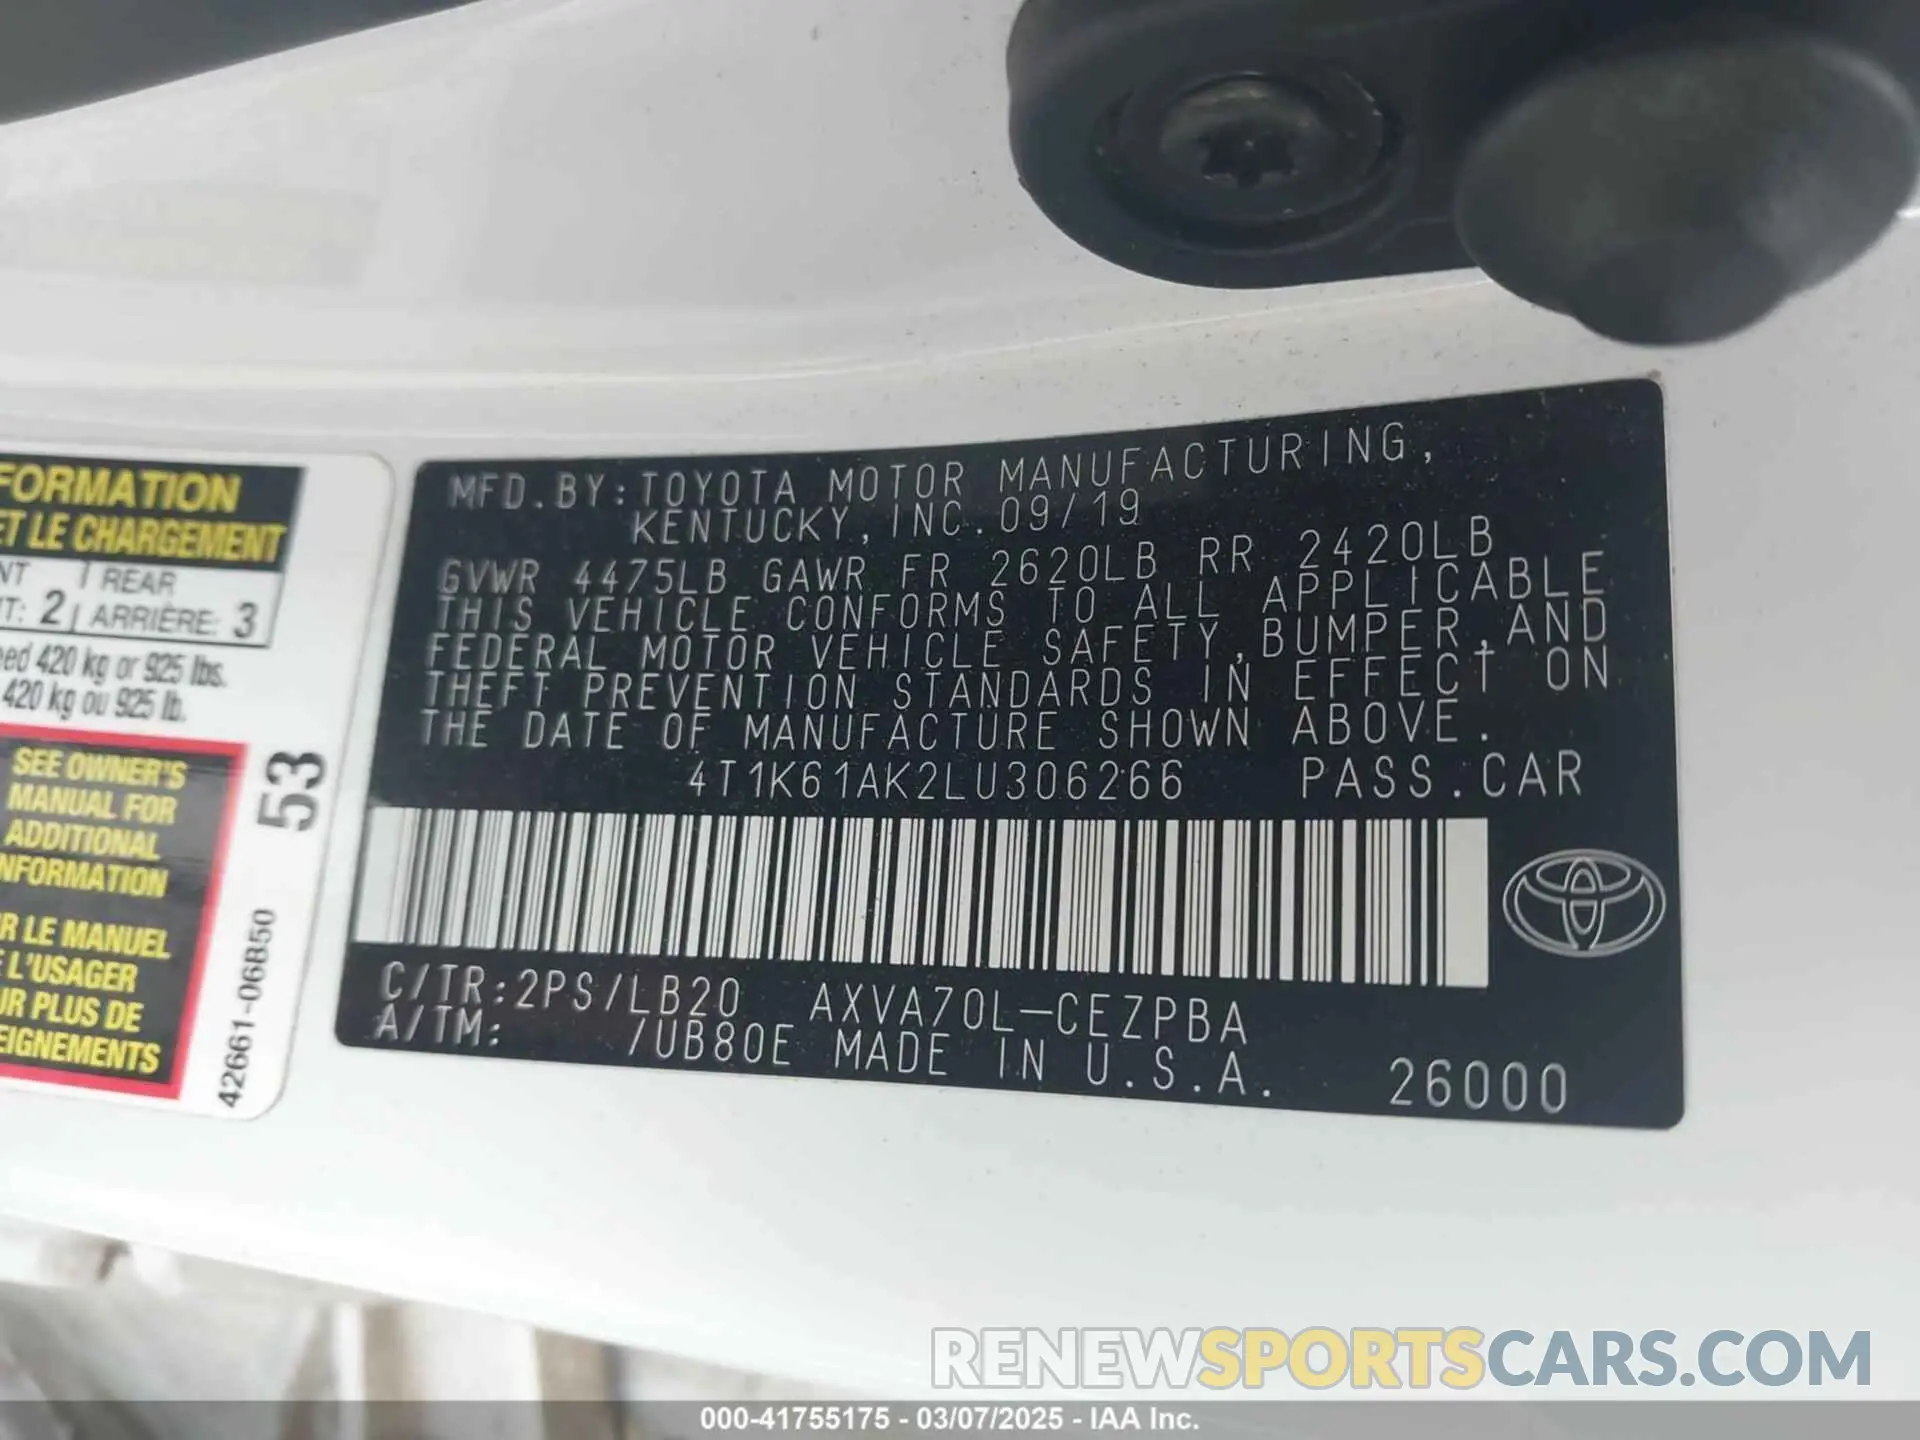 FORMATION
ET LE CHARGEMENT
NT | REAR
T: 2 | ARRIÈRE: 3
420 kg or 925 lbs.
420 kg ou 925 lb.
SEE OWNER'S
MANUAL FOR
ADDITIONAL
NFORMATION
R LE MANUEL
L'USAGER
UR PLUS DE
EIGNEMENTS
53
42661-06B50
MFD.BY:TOYOTA MOTOR MANUFACTURING,
KENTUCKY,INC.09/19
GVWR 4475LB GAWR FR 2620LB RR 2420LB
THIS VEHICLE CONFORMS TO ALL APPLICABLE
FEDERAL MOTOR VEHICLE SAFETY,BUMPER,AND
THEFT PREVENTION STANDARDS IN EFFECT ON
THE DATE OF MANUFACTURE SHOWN ABOVE.
4T1K61AK2LU306266 PASS.CAR
C/TR:2PS/LB20 AXVA70L-CEZPBA
A/TM: /UB80E MADE IN U.S.A. 26000
RENEWSPORTSCARS.COM
000-41755175 - 03/07/2025 - IAA Inc.